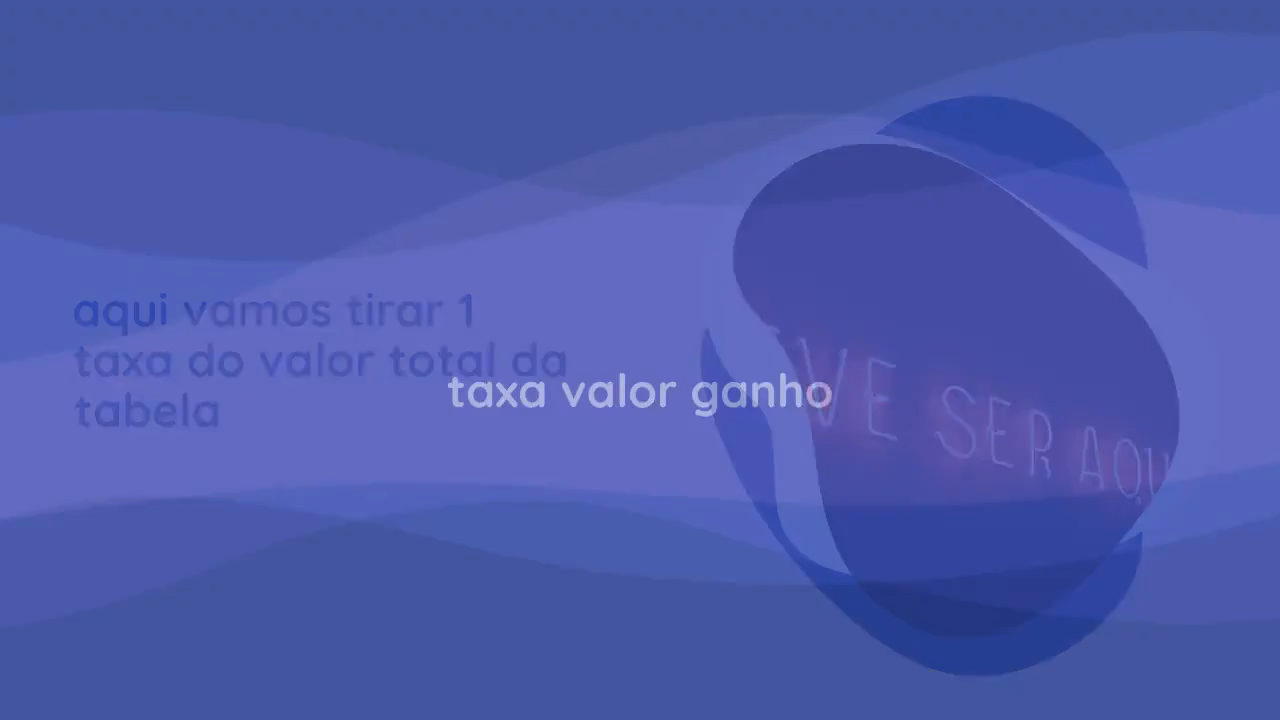 aqui vamos tirar 1
taxa do valor total da
tabela
taxa valor ganho
VE SER AQU